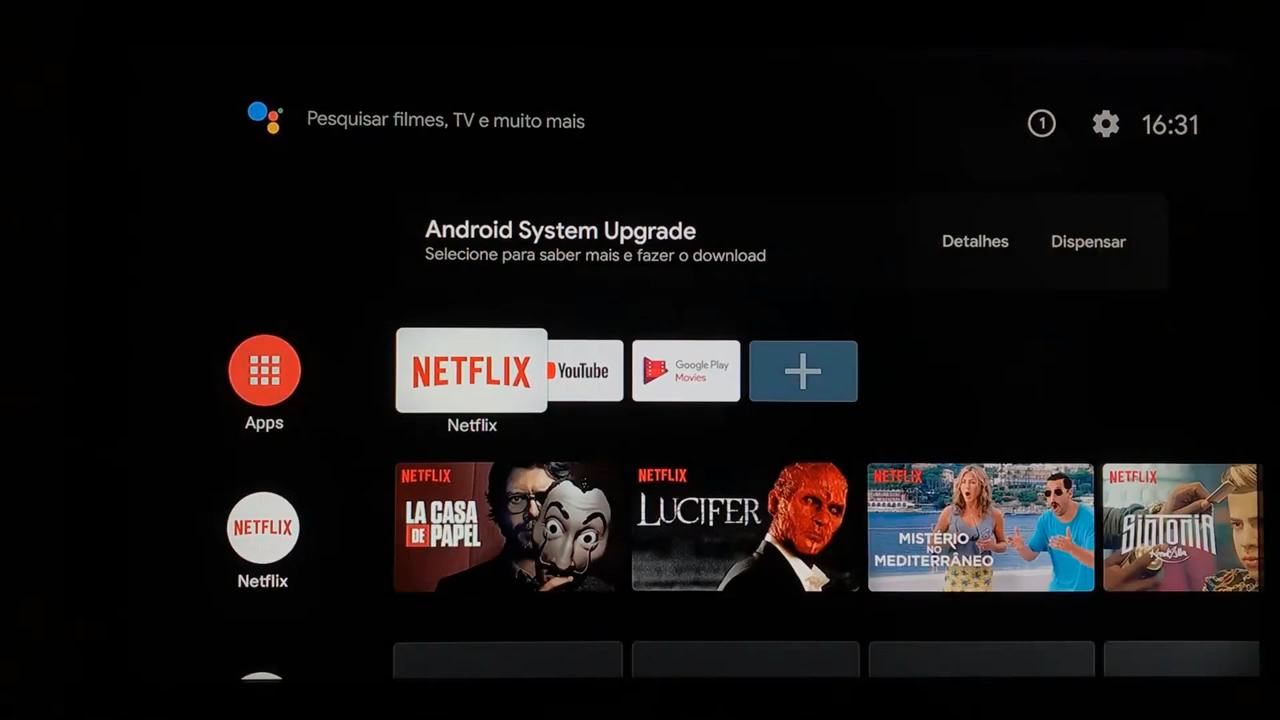 Pesquisar filmes, TV e muito mais
1
16:31
Android System Upgrade
Selecione para saber mais e fazer o download
Detalhes
Dispensar
Apps
NETFLIX
YouTube
Google Play
Movies
Netflix
NETFLIX
Netflix
NETFLIX
LA CASA
DE PAPEL
NETFLIX
LUCIFER
NETFLIX
MISTÉRIO
NO
MEDITERRÂNEO
NETFLIX
SINTONIA